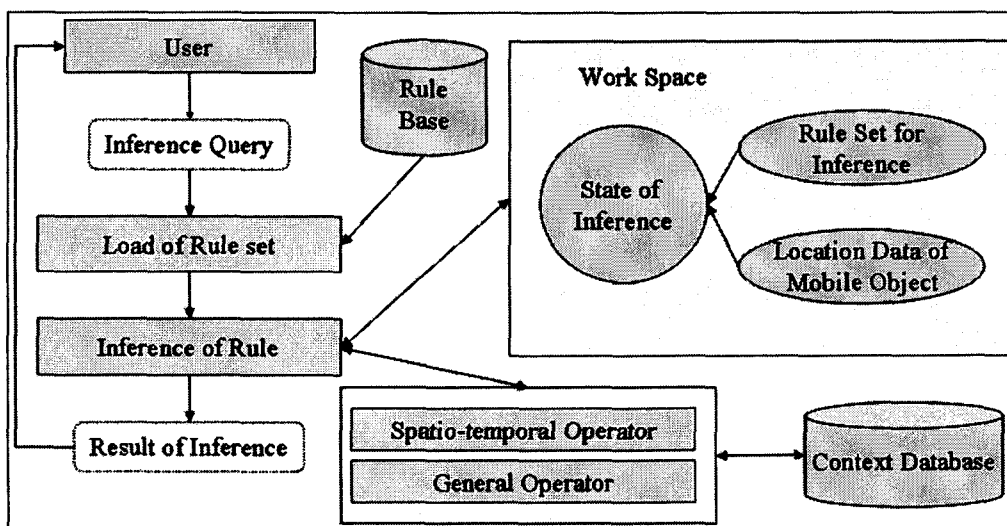 User
Inference Query
Load of Rule set
Inference of Rule
Result of Inference
Rule
Base
Work Space
State of
Inference
Rule Set for
Inference
Location Data of
Mobile Object
Spatio-temporal Operator
General Operator
Context Database